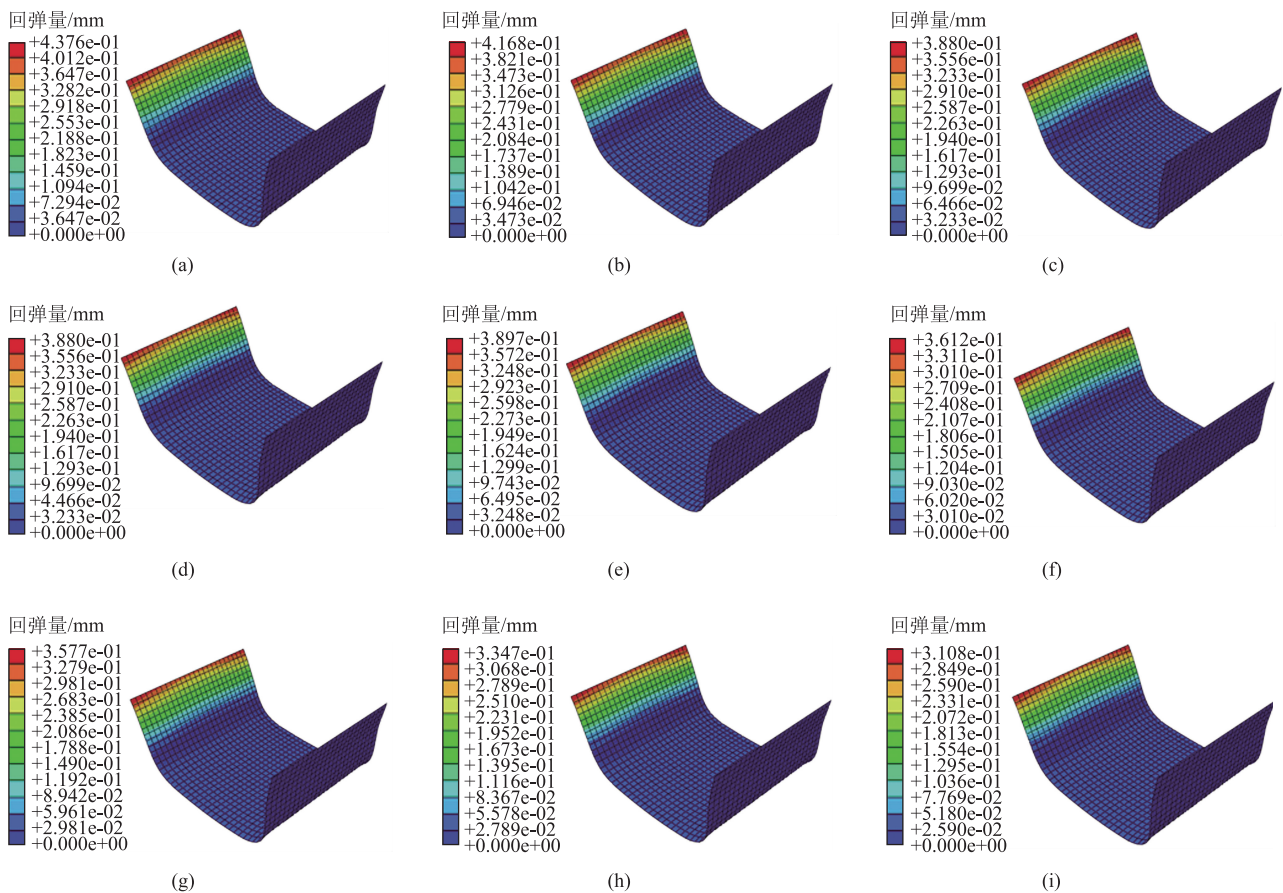 回弹量/mm
+4.376e-01
+4.012e-01
+3.647e-01
+3.282e-01
+2.918e-01
+2.553e-01
+2.188e-01
+1.823e-01
+1.459e-01
+1.094e-01
+7.294e-02
+3.647e-02
+0.000e+00
(a)
回弹量/mm
+4.168e-01
+3.821e-01
+3.473e-01
+3.126e-01
+2.779e-01
+2.431e-01
+2.084e-01
+1.737e-01
+1.389e-01
+1.042e-01
+6.946e-02
+3.473e-02
+0.000e+00
(b)
回弹量/mm
+3.880e-01
+3.556e-01
+3.233e-01
+2.910e-01
+2.587e-01
+2.263e-01
+1.940e-01
+1.617e-01
+1.293e-01
+9.699e-02
+6.466e-02
+3.233e-02
+0.000e+00
(c)
回弹量/mm
+3.880e-01
+3.556e-01
+3.233e-01
+2.910e-01
+2.587e-01
+2.263e-01
+1.940e-01
+1.617e-01
+1.293e-01
+9.699e-02
+4.466e-02
+3.233e-02
+0.000e+00
(d)
回弹量/mm
+3.897e-01
+3.572e-01
+3.248e-01
+2.923e-01
+2.598e-01
+2.273e-01
+1.949e-01
+1.624e-01
+1.299e-01
+9.743e-02
+6.495e-02
+3.248e-02
+0.000e+00
(e)
回弹量/mm
+3.612e-01
+3.311e-01
+3.010e-01
+2.709e-01
+2.408e-01
+2.107e-01
+1.806e-01
+1.505e-01
+1.204e-01
+9.030e-02
+6.020e-02
+3.010e-02
+0.000e+00
(f)
回弹量/mm
+3.577e-01
+3.279e-01
+2.981e-01
+2.683e-01
+2.385e-01
+2.086e-01
+1.788e-01
+1.490e-01
+1.192e-01
+8.942e-02
+5.961e-02
+2.981e-02
+0.000e+00
(g)
回弹量/mm
+3.347e-01
+3.068e-01
+2.789e-01
+2.510e-01
+2.231e-01
+1.952e-01
+1.673e-01
+1.395e-01
+1.116e-01
+8.367e-02
+5.578e-02
+2.789e-02
+0.000e+00
(h)
回弹量/mm
+3.108e-01
+2.849e-01
+2.590e-01
+2.331e-01
+2.072e-01
+1.813e-01
+1.554e-01
+1.295e-01
+1.036e-01
+7.769e-02
+5.180e-02
+2.590e-02
+0.000e+00
(i)